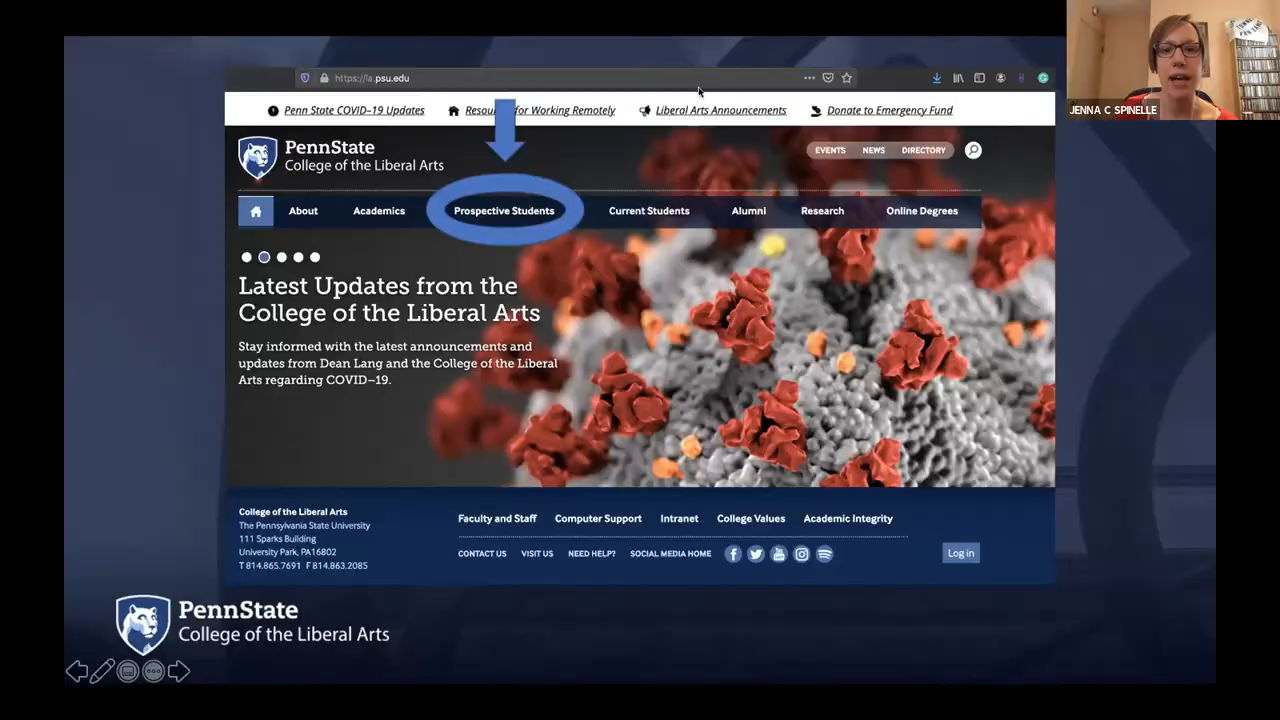 https://la.psu.edu
JENNA C SPINELLE
Penn State COVID-19 Updates
for Working Remotely
Liberal Arts Announcements
Donate to Emergency Fund
PennState
College of the Liberal Arts
EVENTS NEWS DIRECTORY
About Academics Prospective Students Current Students Alumni Research Online Degrees
Latest Updates from the
College of the Liberal Arts
Stay informed with the latest announcements and
updates from Dean Lang and the College of the Liberal
Arts regarding COVID-19.
College of the Liberal Arts
The Pennsylvania State University
111 Sparks Building
University Park, PA16802
T 814.865.7691 F 814.863.2085
Faculty and Staff Computer Support Intranet College Values Academic Integrity
CONTACT US VISIT US NEED HELP? SOCIAL MEDIA HOME
Log in
PennState
College of the Liberal Arts